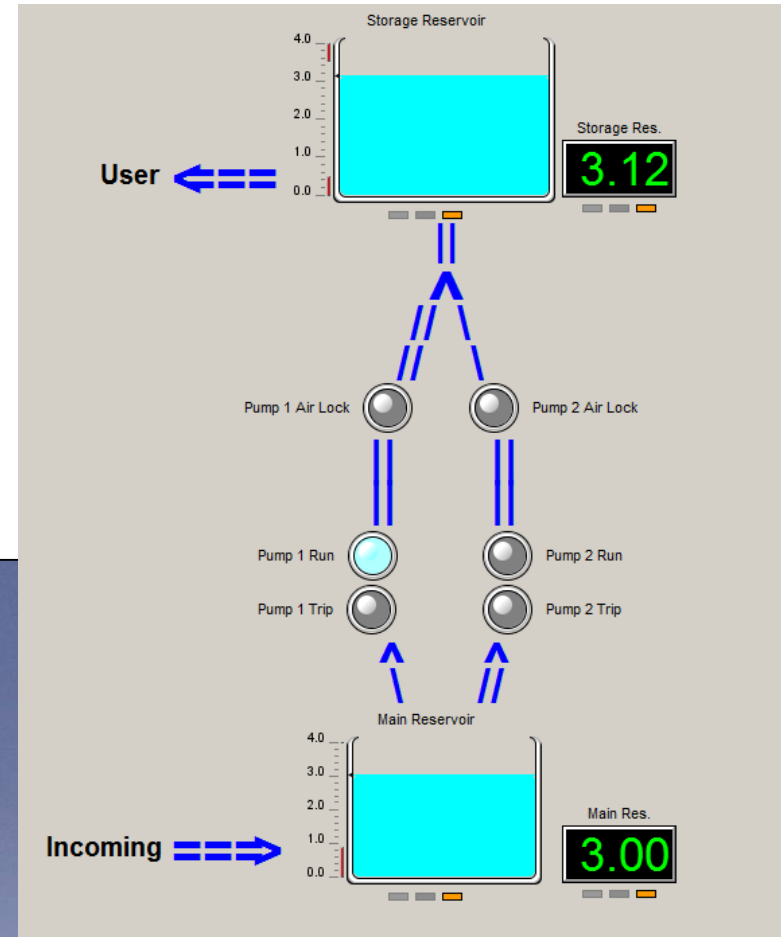 Storage Reservoir
4.0
3.0
2.0
1.0
0.0
Storage Res.
3.12
User
Pump 1 Air Lock
Pump 2 Air Lock
Pump 1 Run
Pump 2 Run
Pump 1 Trip
Pump 2 Trip
Main Reservoir
4.0
3.0
2.0
1.0
0.0
Main Res.
3.00
Incoming